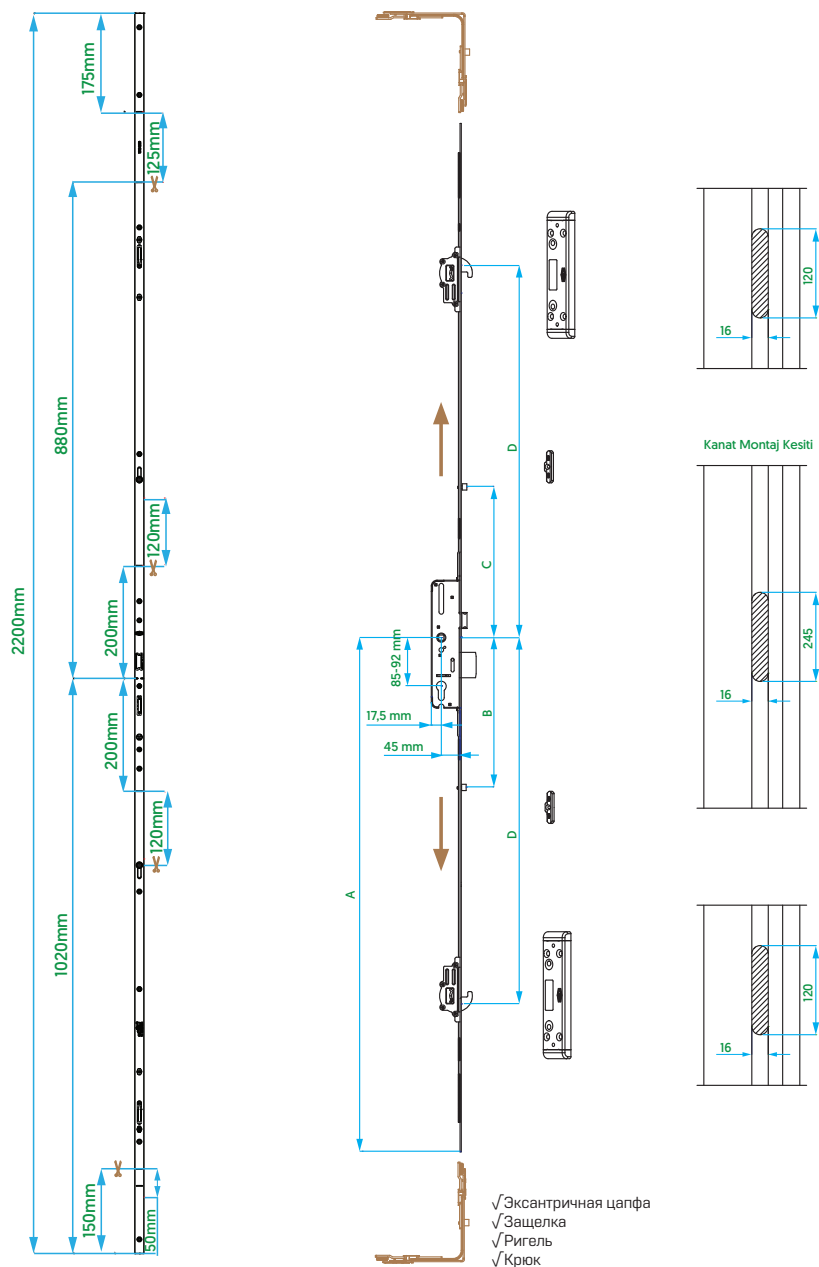 175mm
125mm
880mm
120mm
200mm
2200mm
200mm
120mm
1020mm
150mm
50mm
D
C
85-92 mm
17,5 mm
45 mm
B
D
A
120
16
Kanat Montaj Kesiti
245
16
120
16
√Эксантричная цапфа
√Защелка
√Ригель
√Крюк